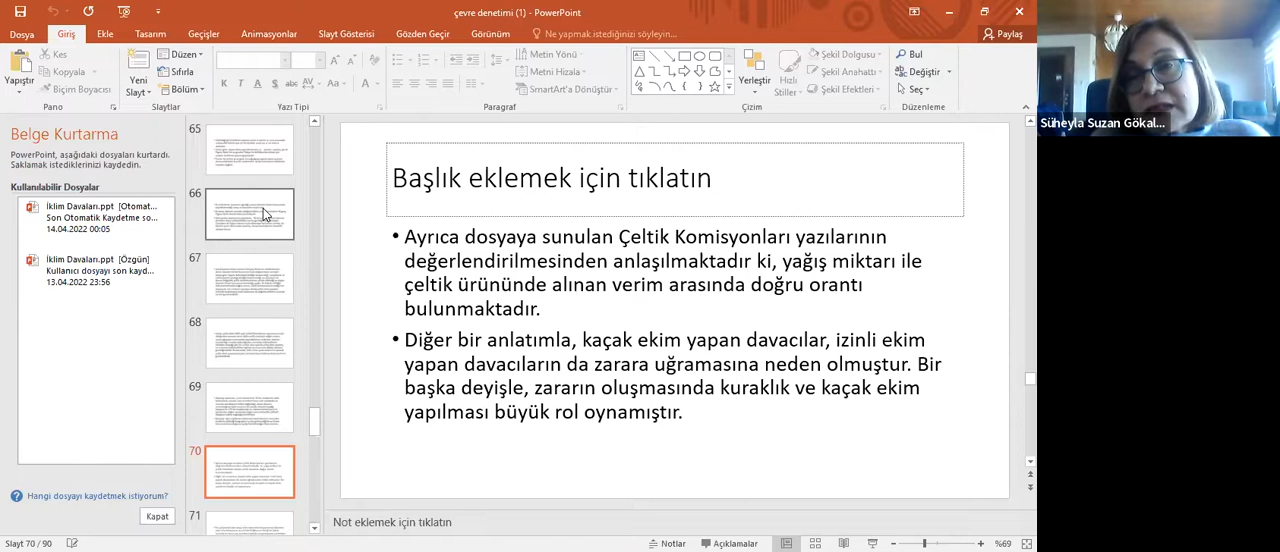 çevre denetimi (1) - PowerPoint
Dosya Giriş Ekle Tasarım Geçişler Animasyonlar Slayt Gösterisi Gözden Geçir Görünüm Ne yapmak istediğinizi söyleyin... Paylaş
Yapıştır
Kes
Kopyala
Biçim Boyacısı
Pano
Yeni
Slayt
Düzen
Sıfırla
Bölüm
Slaytlar
K T A S abc AV Aa A
Yazı Tipi
Metin Yönü
Metni Hizala
SmartArt'a Dönüştür
Paragraf
Yerleştir
Hızlı
Stiller
Şekil Dolgusu
Şekil Anahattı
Şekil Efektleri
Çizim
Bul
Değiştir
Seç
Düzenleme
Süheyla Suzan Gökal...
Belge Kurtarma
PowerPoint, aşağıdaki dosyaları kurtardı.
Saklamak istediklerinizi kaydedin.
Kullanılabilir Dosyalar
İklim Davaları.ppt [Otomat...
Son Otomatik Kaydetme so...
14.04.2022 00:05
İklim Davaları.ppt [Özgün]
Kullanıcı dosyayı son kayd...
13.04.2022 23:56
Hangi dosyayı kaydetmek istiyorum?
Kapat
65
66
67
68
69
70
71
Başlık eklemek için tıklatın
• Ayrıca dosyaya sunulan Çeltik Komisyonları yazılarının
değerlendirilmesinden anlaşılmaktadır ki, yağış miktarı ile
çeltik ürününde alınan verim arasında doğru orantı
bulunmaktadır.
• Diğer bir anlatımla, kaçak ekim yapan davacılar, izinli ekim
yapan davacıların da zarara uğramasına neden olmuştur. Bir
başka deyişle, zararın oluşmasında kuraklık ve kaçak ekim
yapılması büyük rol oynamıştır.
Not eklemek için tıklatın
Slayt 70 / 90
Notlar
Açıklamalar
%69